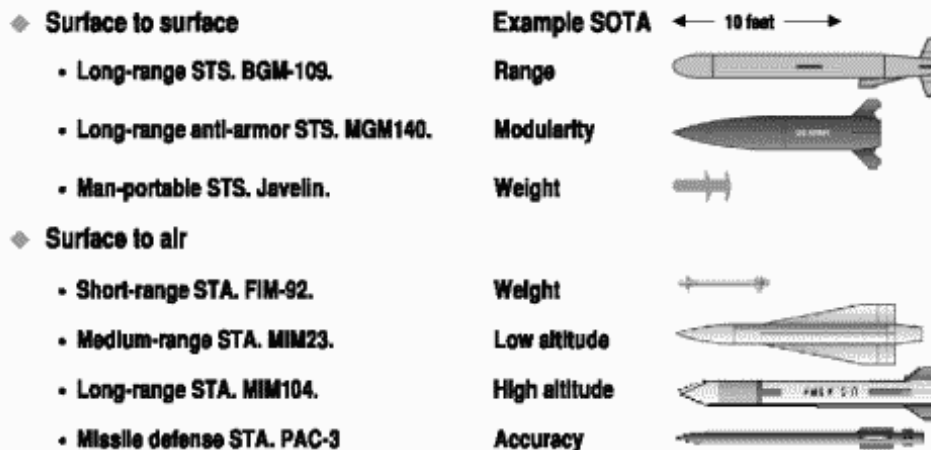 Surface to surface Example SOTA 10 feet
• Long-range STS. BGM-109. Range
• Long-range anti-armor STS. MGM140. Modularity
US ARMY
• Man-portable STS. Javelin. Weight
Surface to air
• Short-range STA. FIM-92. Weight
• Medium-range STA. MIM23. Low altitude
• Long-range STA. MIM104. High altitude
• Missile defense STA. PAC-3 Accuracy